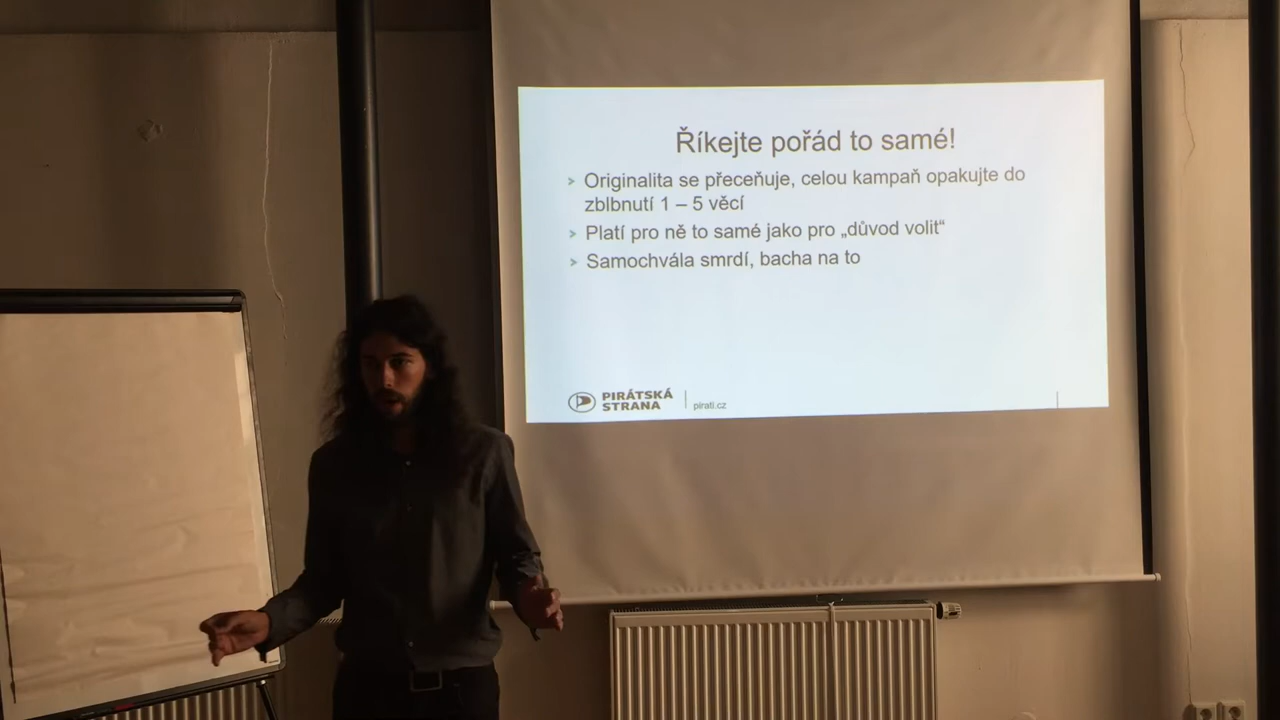 Říkejte pořád to samé!
Originalita se přeceňuje, celou kampaň opakujte do
zblbnutí 1 – 5 věcí
Platí pro ně to samé jako pro „důvod volit“
Samochvála smrdí, bacha na to
PIRÁTSKÁ
STRANA
pirati.cz